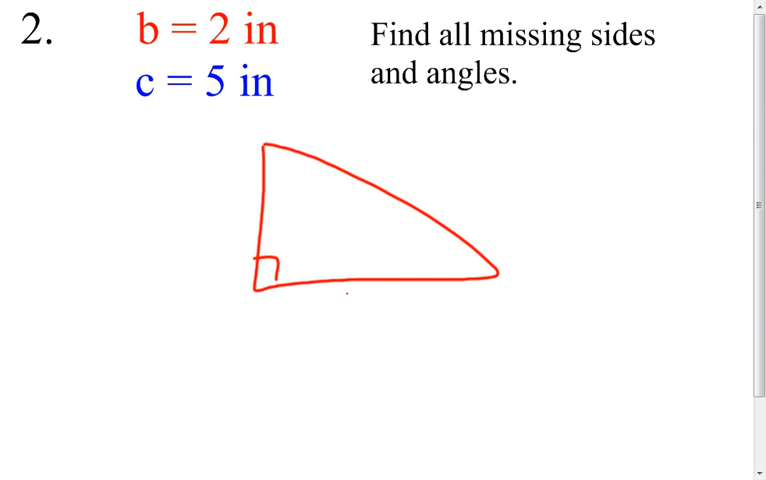 2.
b = 2 in
c = 5 in
Find all missing sides
and angles.